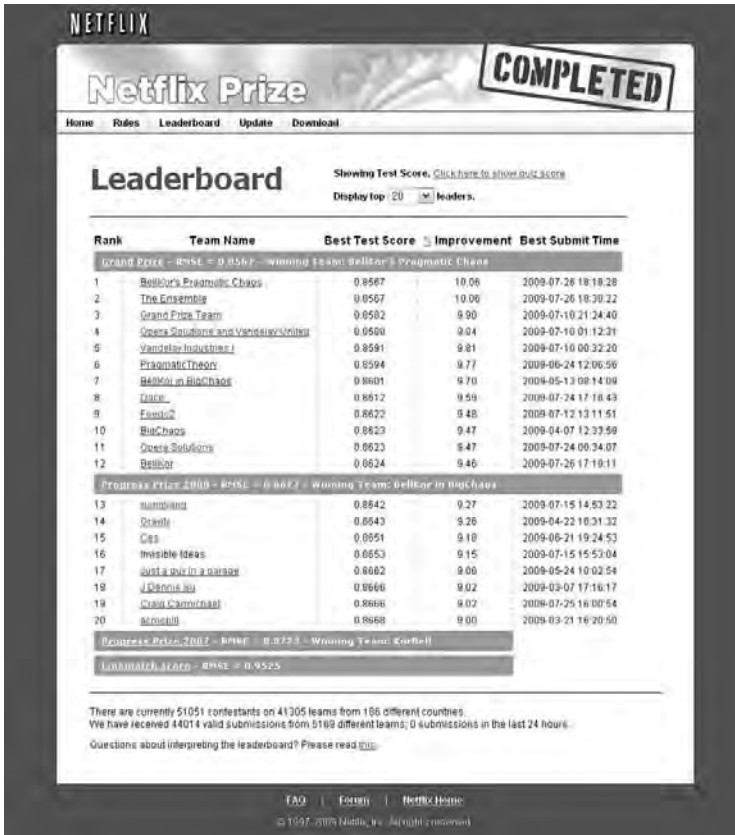 NETFLIX
Netflix Prize
COMPLETED
Home Rules Leaderboard Update Download
Leaderboard
Showing Test Score. Click here to show quiz score
Display top 20 leaders.
Rank Team Name Best Test Score % Improvement Best Submit Time
Grand Prize - RMSE = 0.8567 - Winning Team: BellKor's Pragmatic Chaos
1 BellKor's Pragmatic Chaos 0.8567 10.06 2009-07-26 18:18:28
2 The Ensemble 0.8567 10.06 2009-07-26 18:38:22
3 Grand Prize Team 0.8582 9.90 2009-07-10 21:24:40
4 Opera Solutions and Vandelay United 9.84 2009-07-10 01:12:31
5 Vandelay Industries ! 0.8591 9.81 2009-07-10 00:32:20
6 PragmaticTheory 0.8594 9.77 2009-06-24 12:06:56
7 BellKor in BigChaos 0.8601 9.70 2009-05-13 08:14:09
8 Dace_ 0.8612 9.59 2009-07-24 17:18:43
9 Feeds2 0.8622 9.48 2009-07-12 13:11:51
10 BigChaos 0.8623 9.47 2009-04-07 12:33:59
11 Opera Solutions 0.8623 9.47 2009-07-24 00:34:07
12 BellKor 0.8624 9.46 2009-07-26 17:19:11
Progress Prize 2008 - RMSE = 0.8627 - Winning Team: BellKor in BigChaos
13 xiangliang 0.8642 9.27 2009-07-15 14:53:22
14 Gravity 0.8643 9.26 2009-04-22 18:31:32
15 Ces 0.8651 9.18 2009-06-21 19:24:53
16 Invisible Ideas 0.8653 9.15 2009-07-15 15:53:04
17 Just a guy in a garage 0.8662 9.06 2009-05-24 10:02:54
J Dennis Su 0.8666 9.02 2009-03-07 17:16:17
19 Craig Carmichael 0.8666 9.02 2009-07-25 16:00:54
20 acmehill 0.8668 9.00 2009-03-21 16:20:50
Progress Prize 2007 - RMSE = 0.8723 - Winning Team: KorBell
Cinematch score - RMSE = 0.9525
There are currently 51051 contestants on 41305 teams from 186 different countries.
We have received 44014 valid submissions from 5169 different teams; 0 submissions in the last 24 hours.
Questions about interpreting the leaderboard? Please read this.
FAQ | Forum | Netflix Home
© 1997-2009 Netflix, Inc. All rights reserved.